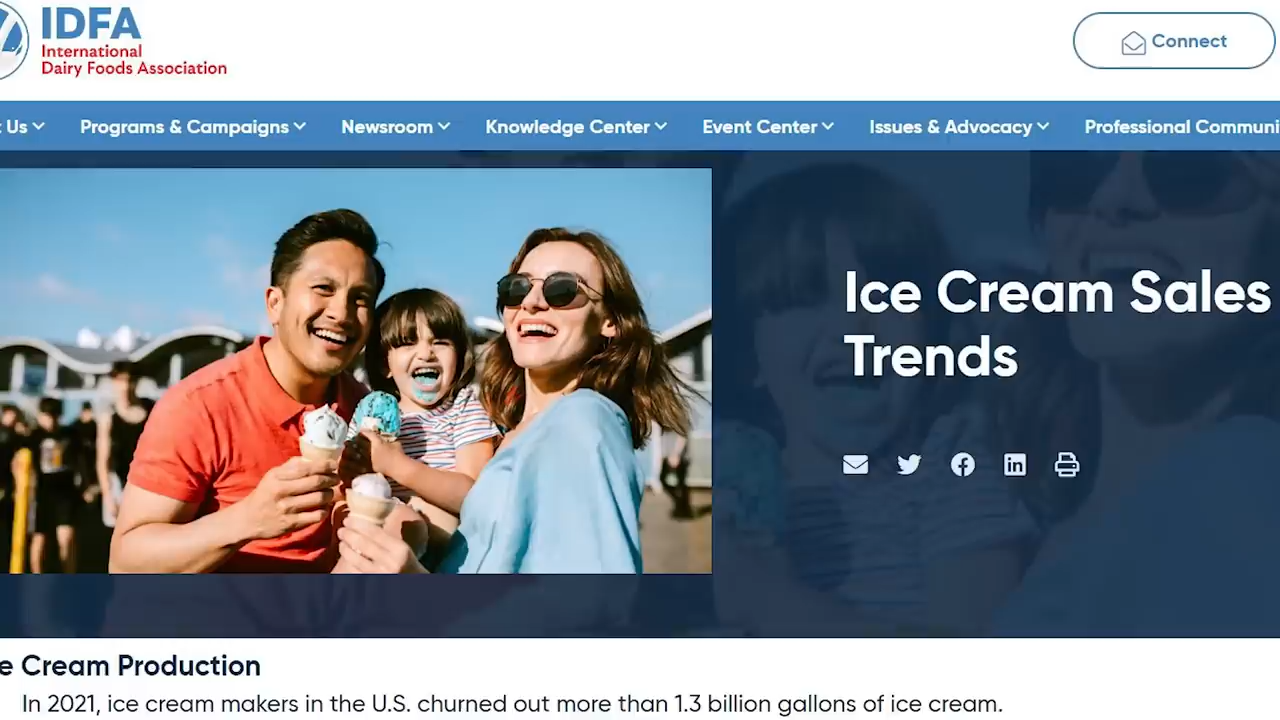 IDFA
International
Dairy Foods Association
Connect
Us
Programs & Campaigns
Newsroom
Knowledge Center
Event Center
Issues & Advocacy
Professional Communi
Ice Cream Sales
Trends
e Cream Production
In 2021, ice cream makers in the U.S. churned out more than 1.3 billion gallons of ice cream.